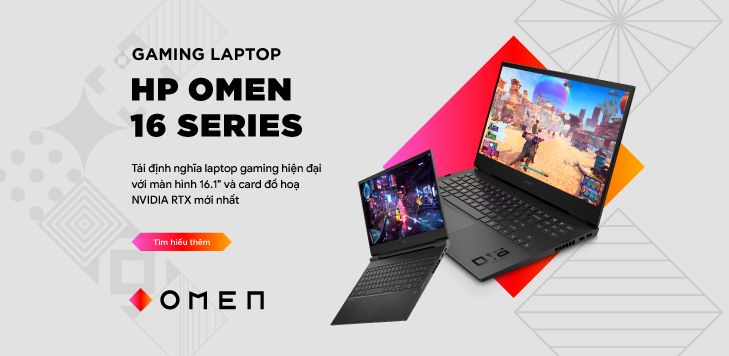 GAMING LAPTOP
HP OMEN
16 SERIES
Tái định nghĩa laptop gaming hiện đại
với màn hình 16.1” và card đồ hoạ
NVIDIA RTX mới nhất
Tìm hiểu thêm
OMEN